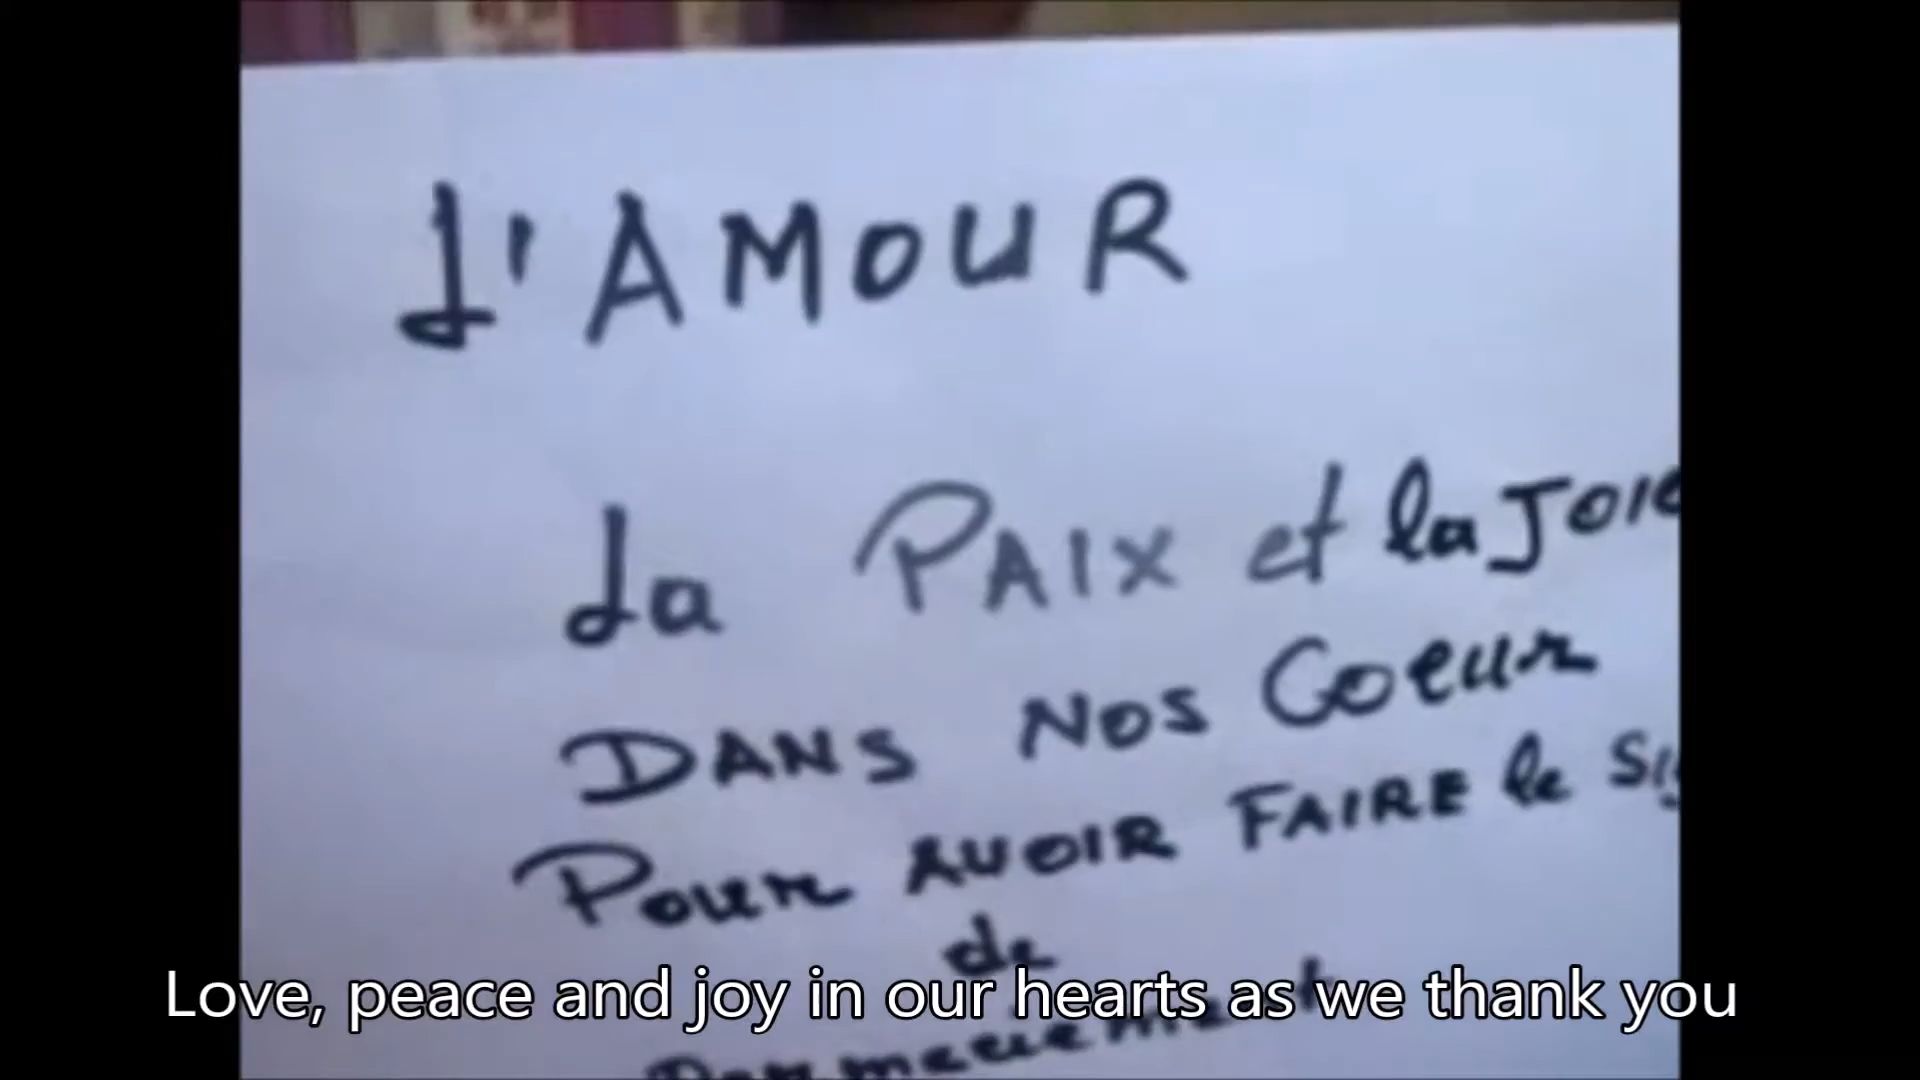 L'AMOUR
La PAIX et la JOIE
DANS NOS Coeur
Pour AVOIR FAIRE le
de
Love, peace and joy in our hearts as we thank you